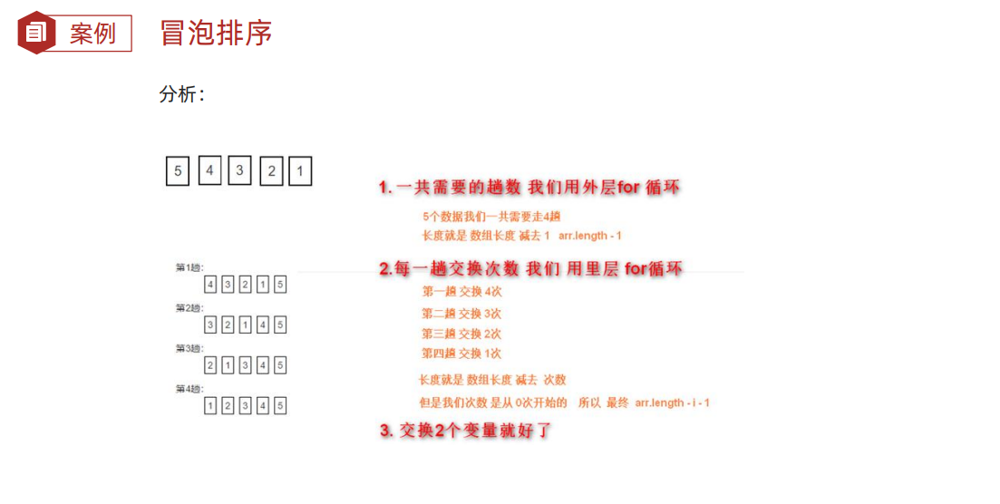 案例
冒泡排序
分析：
5 4 3 2 1
第1趟:
4 3 2 1 5
第2趟:
3 2 1 4 5
第3趟:
2 1 3 4 5
第4趟:
1 2 3 4 5
1. 一共需要的趟数 我们用外层for 循环
5个数据我们一共需要走4趟
长度就是 数组长度 减去 1 arr.length - 1
2.每一趟交换次数 我们 用里层 for循环
第一趟 交换 4次
第二趟 交换 3次
第三趟 交换 2次
第四趟 交换 1次
长度就是 数组长度 减去 次数
但是我们次数 是从 0次开始的 所以 最终 arr.length - i - 1
3. 交换2个变量就好了